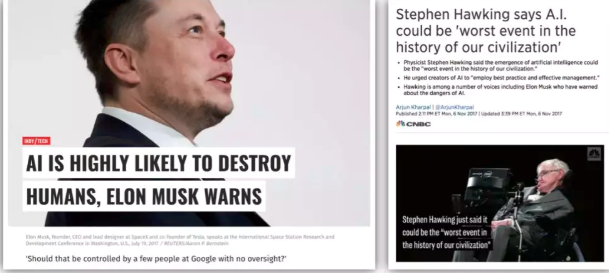 INDY/TECH
AI IS HIGHLY LIKELY TO DESTROY
HUMANS, ELON MUSK WARNS
Elon Musk, founder, CEO and lead designer at SpaceX and co-founder of Tesla, speaks at the International Space Station Research and
Development Conference in Washington, U.S., July 19, 2017. / REUTERS/Aaron P. Bernstein
'Should that be controlled by a few people at Google with no oversight?'
Stephen Hawking says A.I.
could be 'worst event in the
history of our civilization'
• Physicist Stephen Hawking said the emergence of artificial intelligence could
be the "worst event in the history of our civilization."
• He urged creators of AI to "employ best practice and effective management."
• Hawking is among a number of voices including Elon Musk who have warned
about the dangers of AI.
Arjun Kharpal | @ArjunKharpal
Published 2:11 PM ET Mon, 6 Nov 2017 | Updated 5:39 PM ET Mon, 6 Nov 2017
CNBC
Stephen Hawking just said it
could be the "worst event in
the history of our civilization"